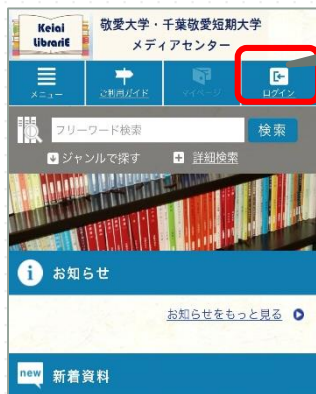 Keiai
LibrariE
敬愛大学・千葉敬愛短期大学
メディアセンター
メニュー
ご利用ガイド
マイページ
ログイン
フリーワード検索
検索
ジャンルで探す
詳細検索
お知らせ
お知らせをもっと見る
new 新着資料